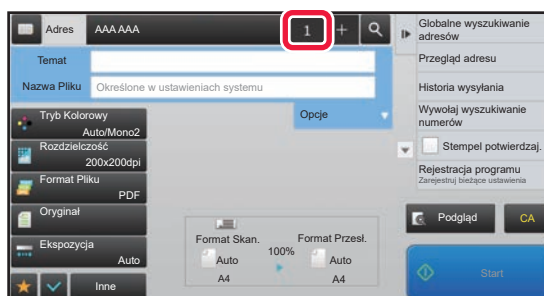 Adres AAA AAA 1 +
Globalne wyszukiwanie
adresów
Temat
Przegląd adresu
Nazwa Pliku Określone w ustawieniach systemu
Historia wysyłania
Tryb Kolorowy
Auto/Mono2
Opcje
Wywołaj wyszukiwanie
numerów
Rozdzielczość
200x200dpi
Stempel potwierdzaj.
Format Pliku
PDF
Rejestracja programu
Zarejestruj bieżące ustawienia
Oryginał
Podgląd CA
Ekspozycja
Auto
Format Skan. 100% Format Przesł.
Auto Auto
A4 A4
Inne
Start